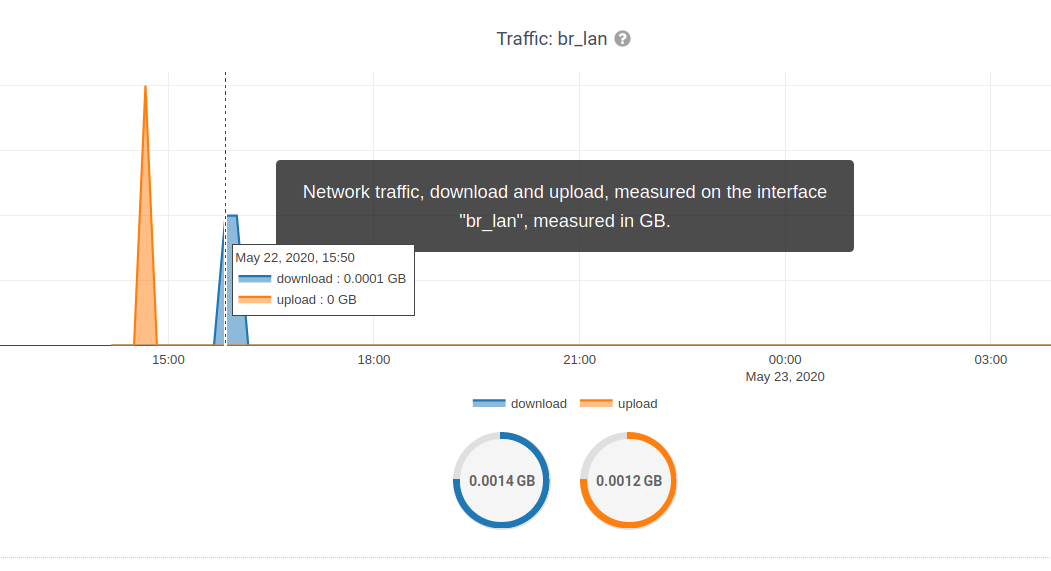 Traffic: br_lan ?
Network traffic, download and upload, measured on the interface
"br_lan", measured in GB.
May 22, 2020, 15:50
download : 0.0001 GB
upload : 0 GB
15:00 18:00 21:00 00:00 03:00
May 23, 2020
download upload
0.0014 GB 0.0012 GB